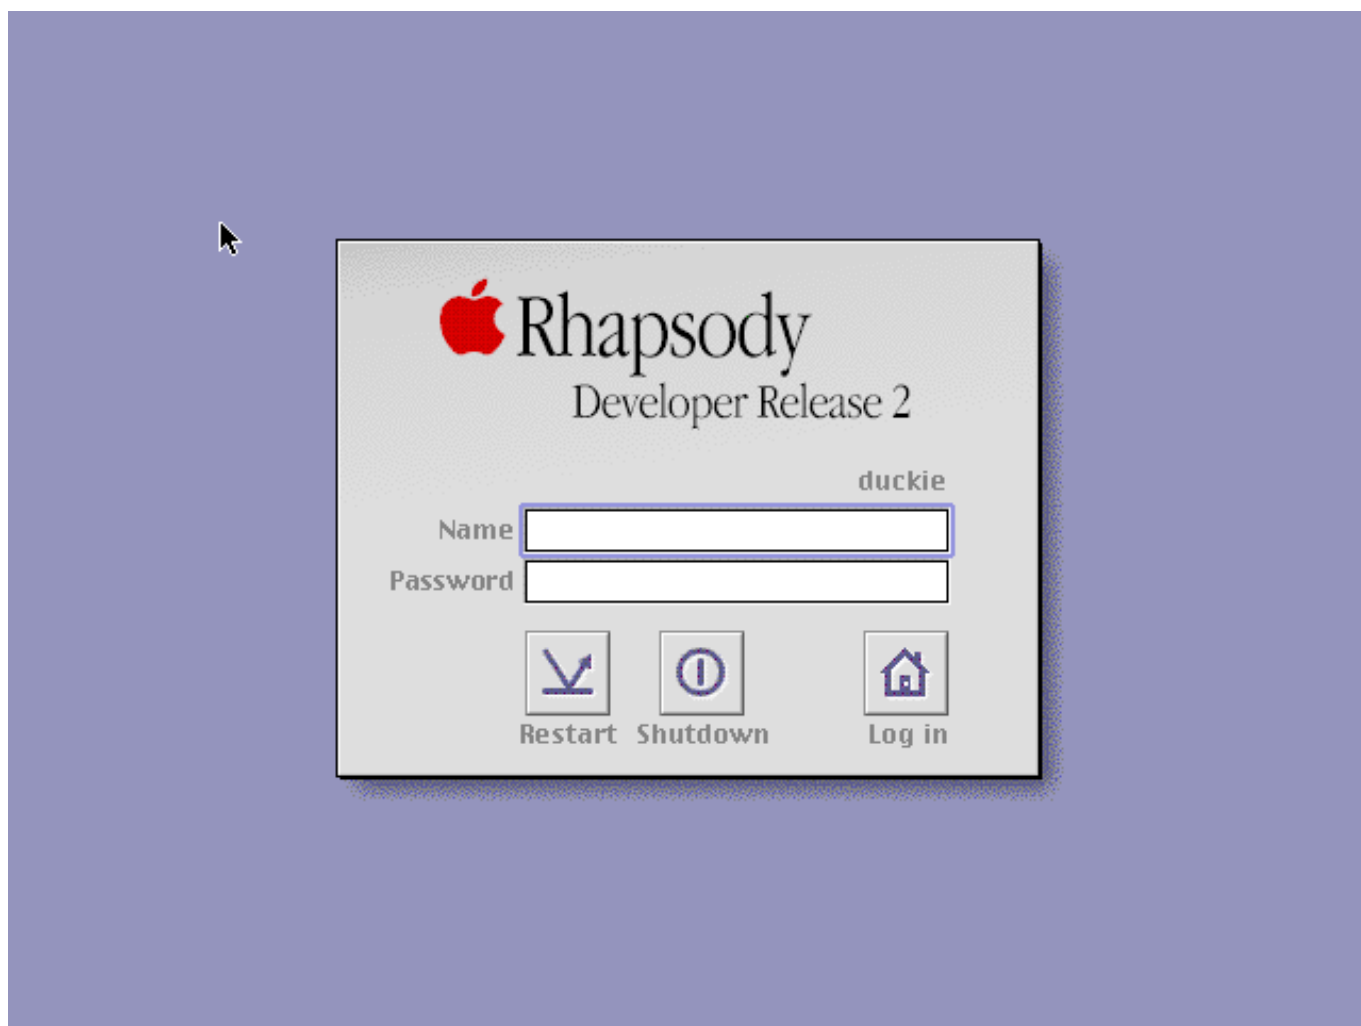 Rhapsody
Developer Release 2
duckie
Name
Password
Restart Shutdown Log in